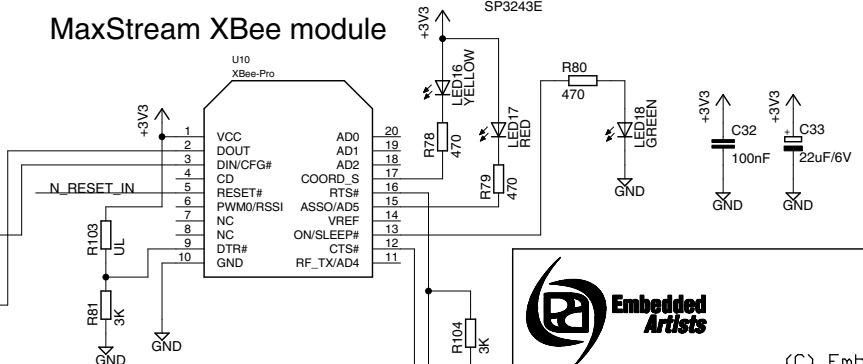 SP3243E
MaxStream XBee module
+3V3
U10
XBee-Pro
LED16
YELLOW
R80
470
LED17
RED
LED18
GREEN
+3V3
+3V3
+3V3
C32
100nF
+
C33
22uF/6V
R78
470
R79
470
GND
GND
GND
1 VCC AD0 20
2 DOUT AD1 19
3 DIN/CFG# AD2 18
4 CD COORD_S 17
N_RESET_IN
5 RESET# RTS# 16
6 PWM0/RSSI ASSO/AD5 15
7 NC VREF 14
8 NC ON/SLEEP# 13
9 DTR# CTS# 12
10 GND RF_TX/AD4 11
R103
UL
R81
3K
GND
GND
R104
3K
Embedded
Artists
(C) Emb